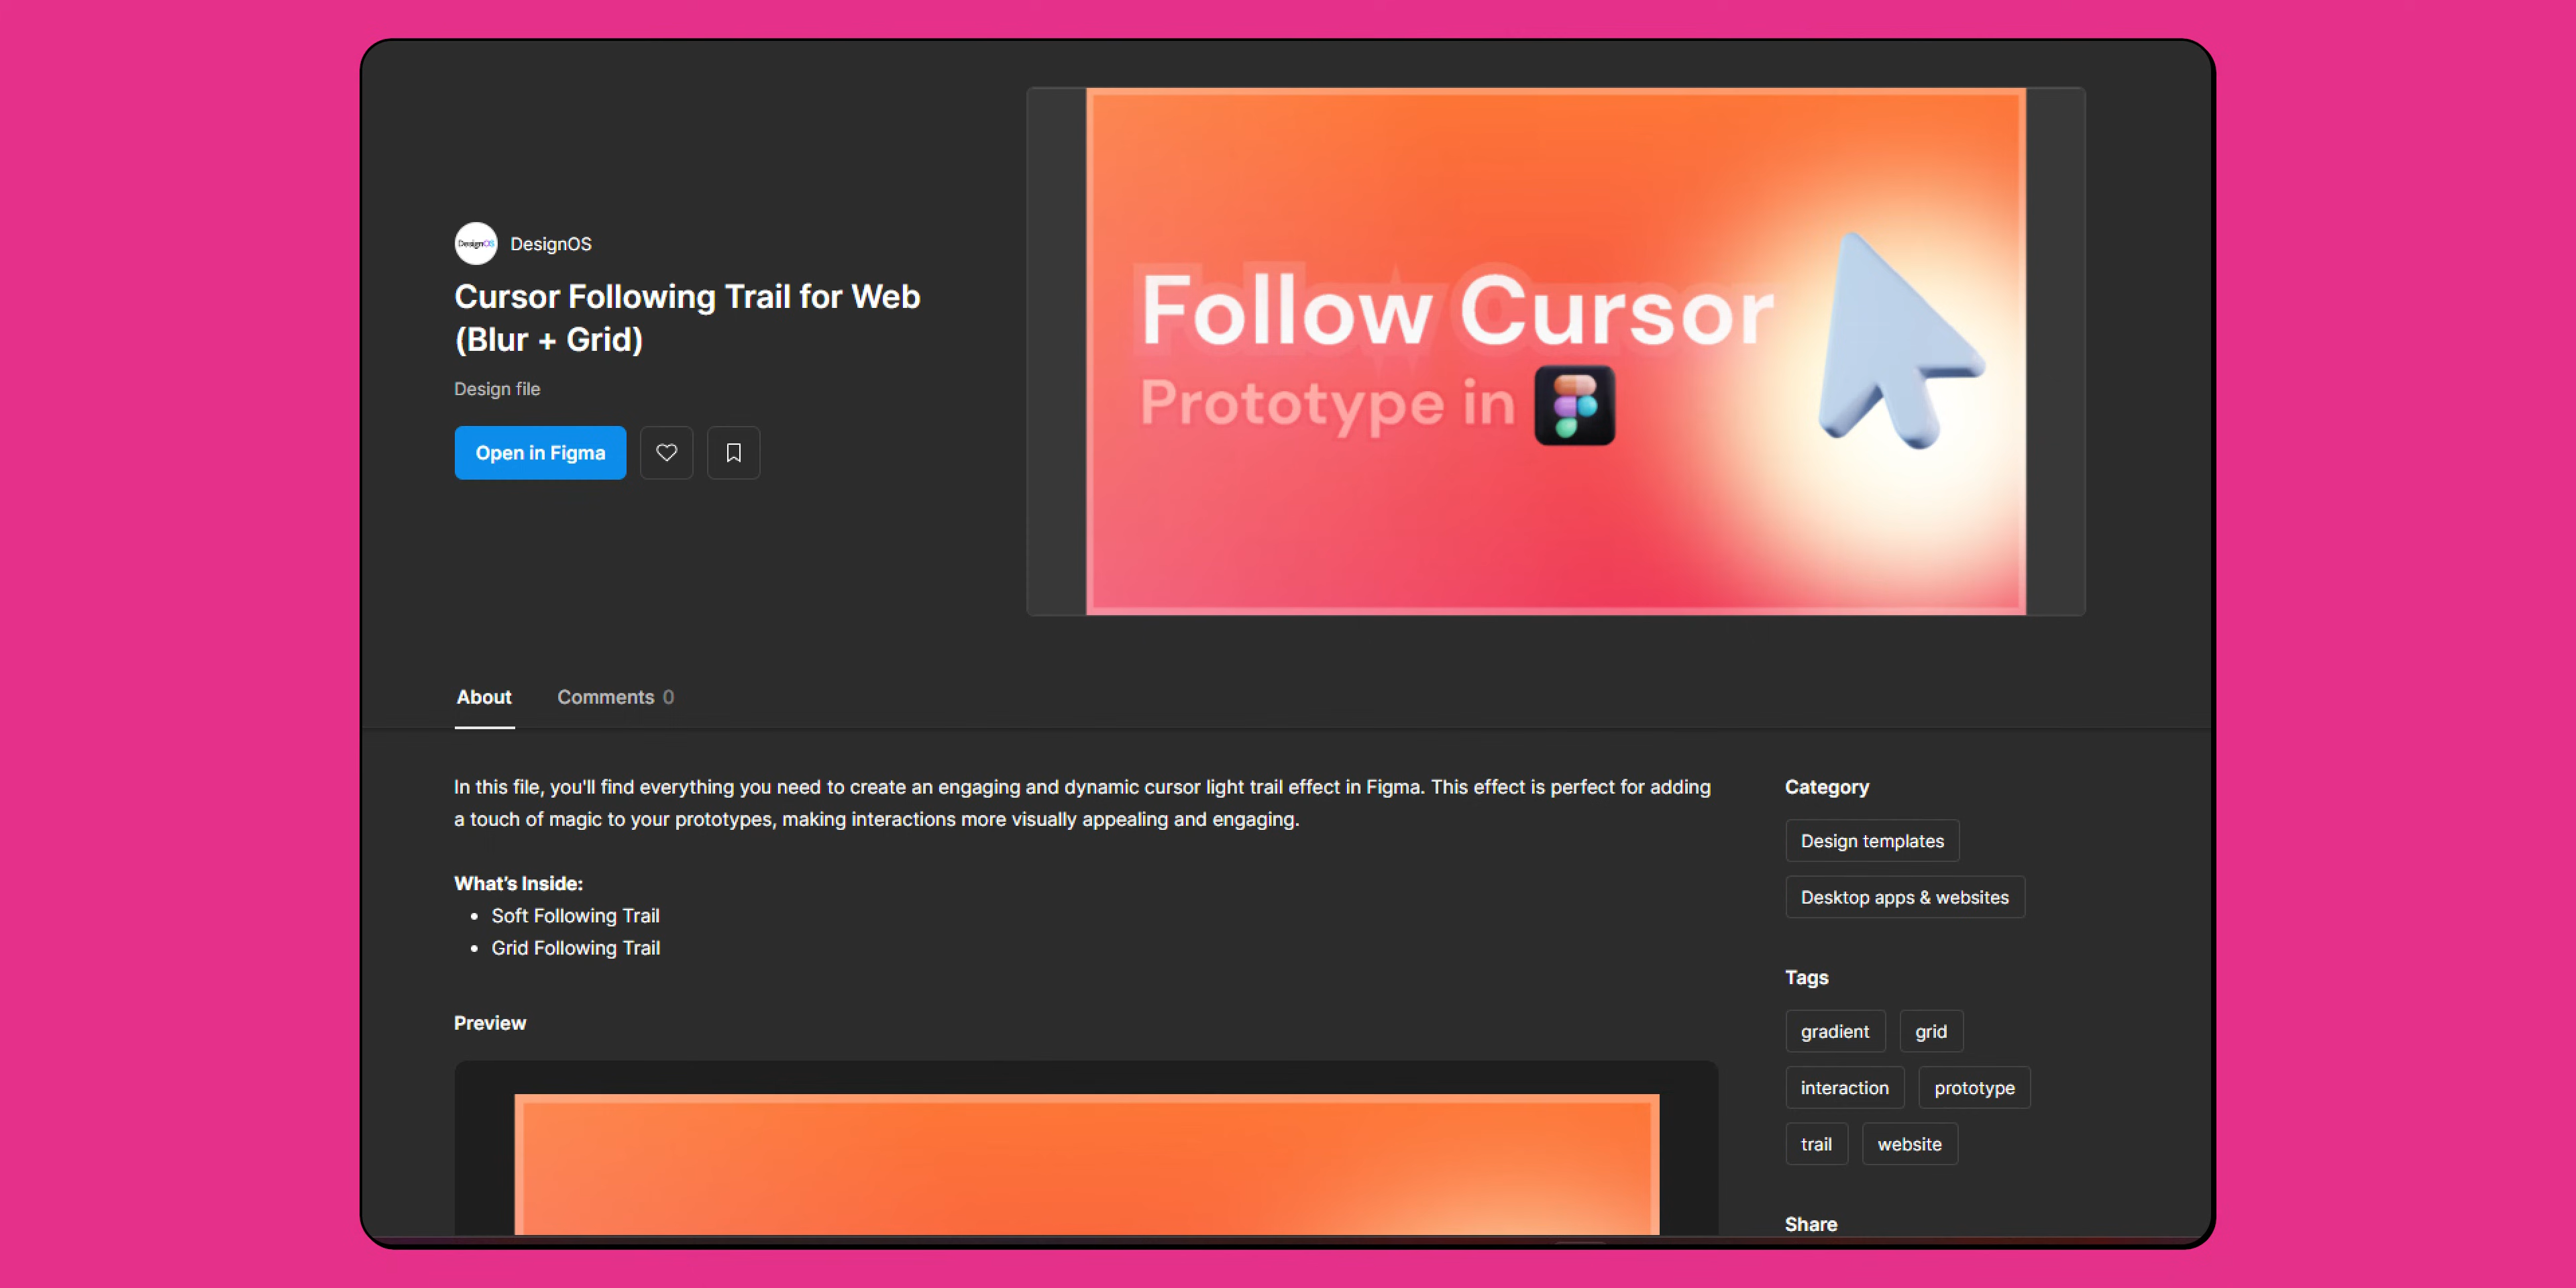 DesignOS
DesignOS
Cursor Following Trail for Web
(Blur + Grid)
Design file
Open in Figma
Follow Cursor
Prototype in
About
Comments 0
In this file, you'll find everything you need to create an engaging and dynamic cursor light trail effect in Figma. This effect is perfect for adding
a touch of magic to your prototypes, making interactions more visually appealing and engaging.
What's Inside:
• Soft Following Trail
• Grid Following Trail
Preview
Category
Design templates
Desktop apps & websites
Tags
gradient grid
interaction prototype
trail website
Share